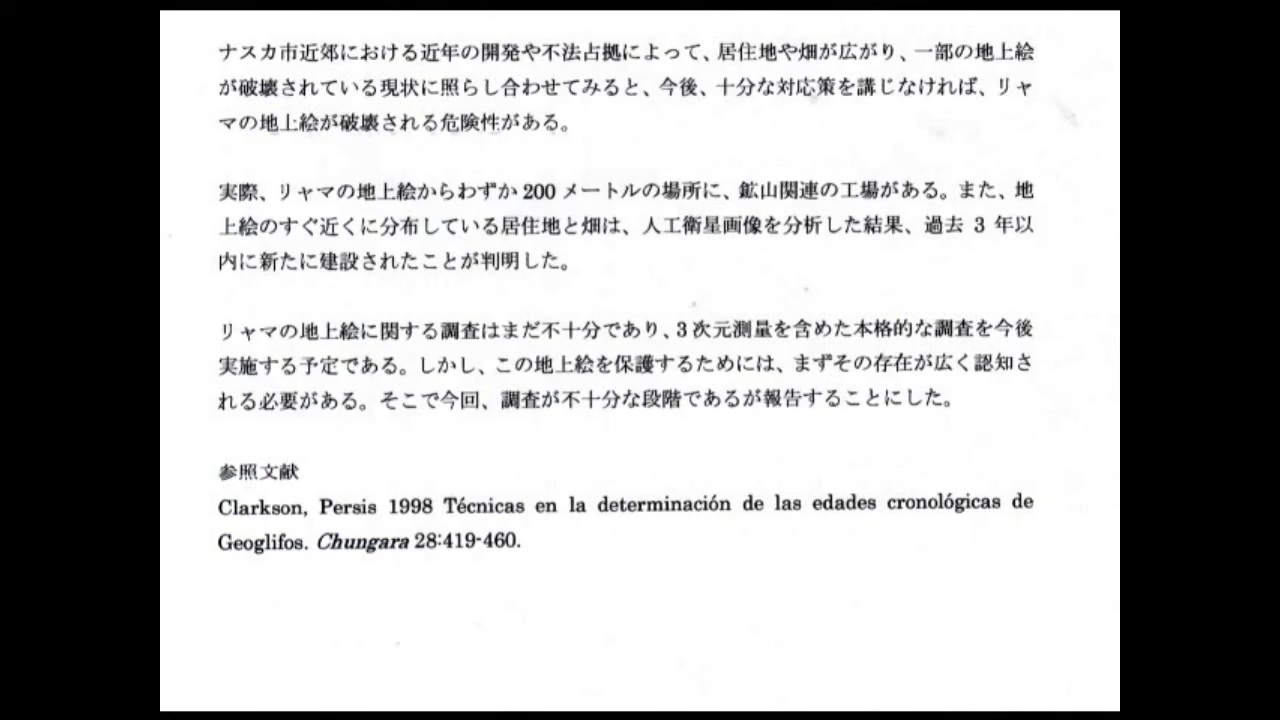 ナスカ市近郊における近年の開発や不法占拠によって、居住地や畑が広がり、一部の地上絵
が破壊されている現状に照らし合わせてみると、今後、十分な対応策を講じなければ、リャ
マの地上絵が破壊される危険性がある。
実際、リャマの地上絵からわずか 200 メートルの場所に、鉱山関連の工場がある。また、地
上絵のすぐ近くに分布している居住地と畑は、人工衛星画像を分析した結果、過去 3 年以
内に新たに建設されたことが判明した。
リャマの地上絵に関する調査はまだ不十分であり、3 次元測量を含めた本格的な調査を今後
実施する予定である。しかし、この地上絵を保護するためには、まずその存在が広く認知さ
れる必要がある。そこで今回、調査が不十分な段階であるが報告することにした。
参照文献
Clarkson, Persis 1998 Técnicas en la determinación de las edades cronológicas de
Geoglifos. Chungara 28:419-460.